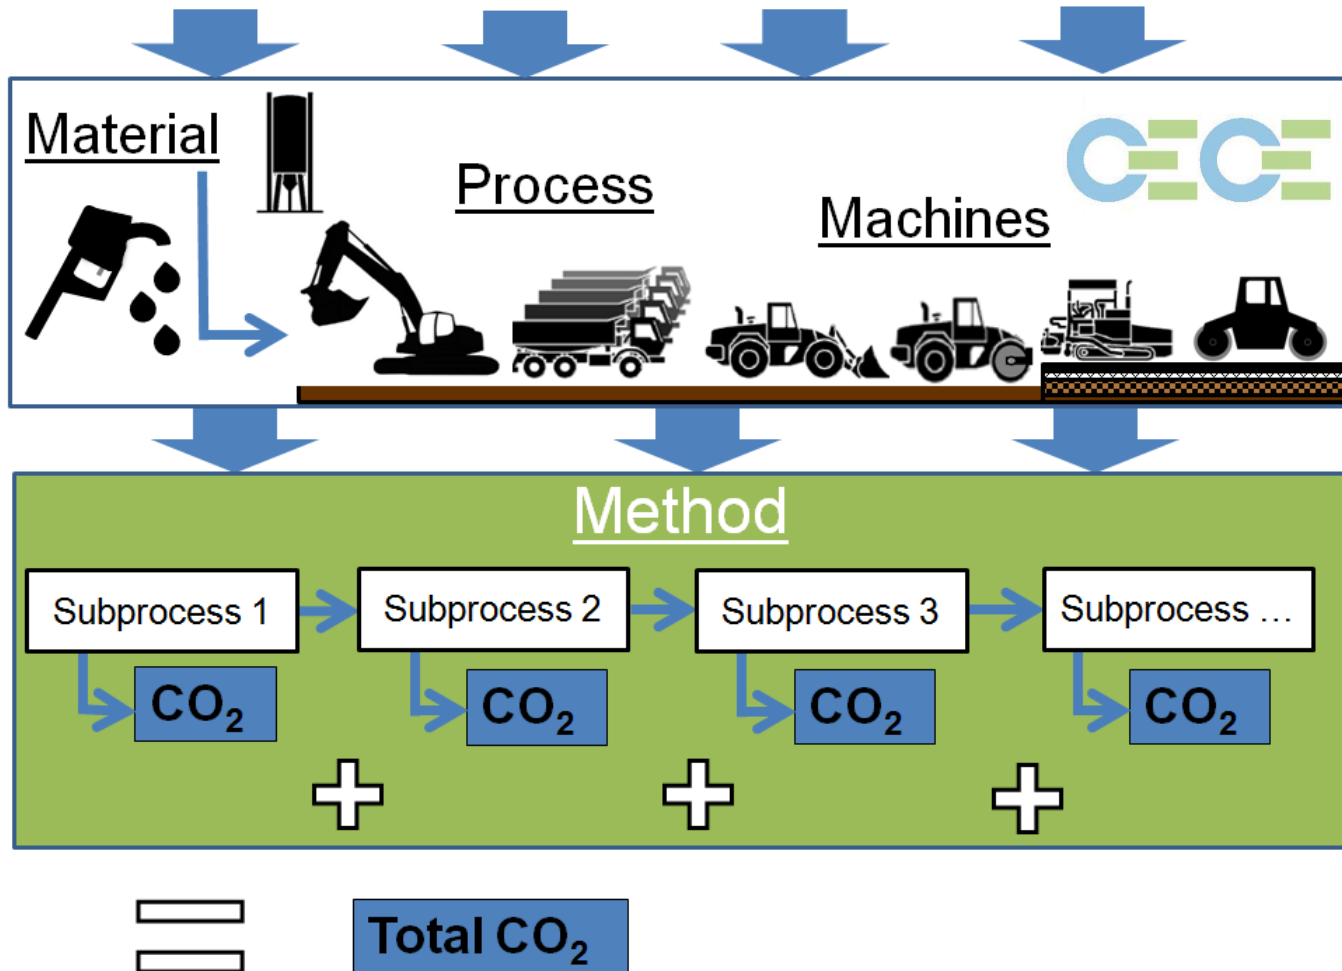 Material
Process
Machines
CECE
Method
Subprocess 1
Subprocess 2
Subprocess 3
Subprocess ...
CO₂
CO₂
CO₂
CO₂
Total CO₂